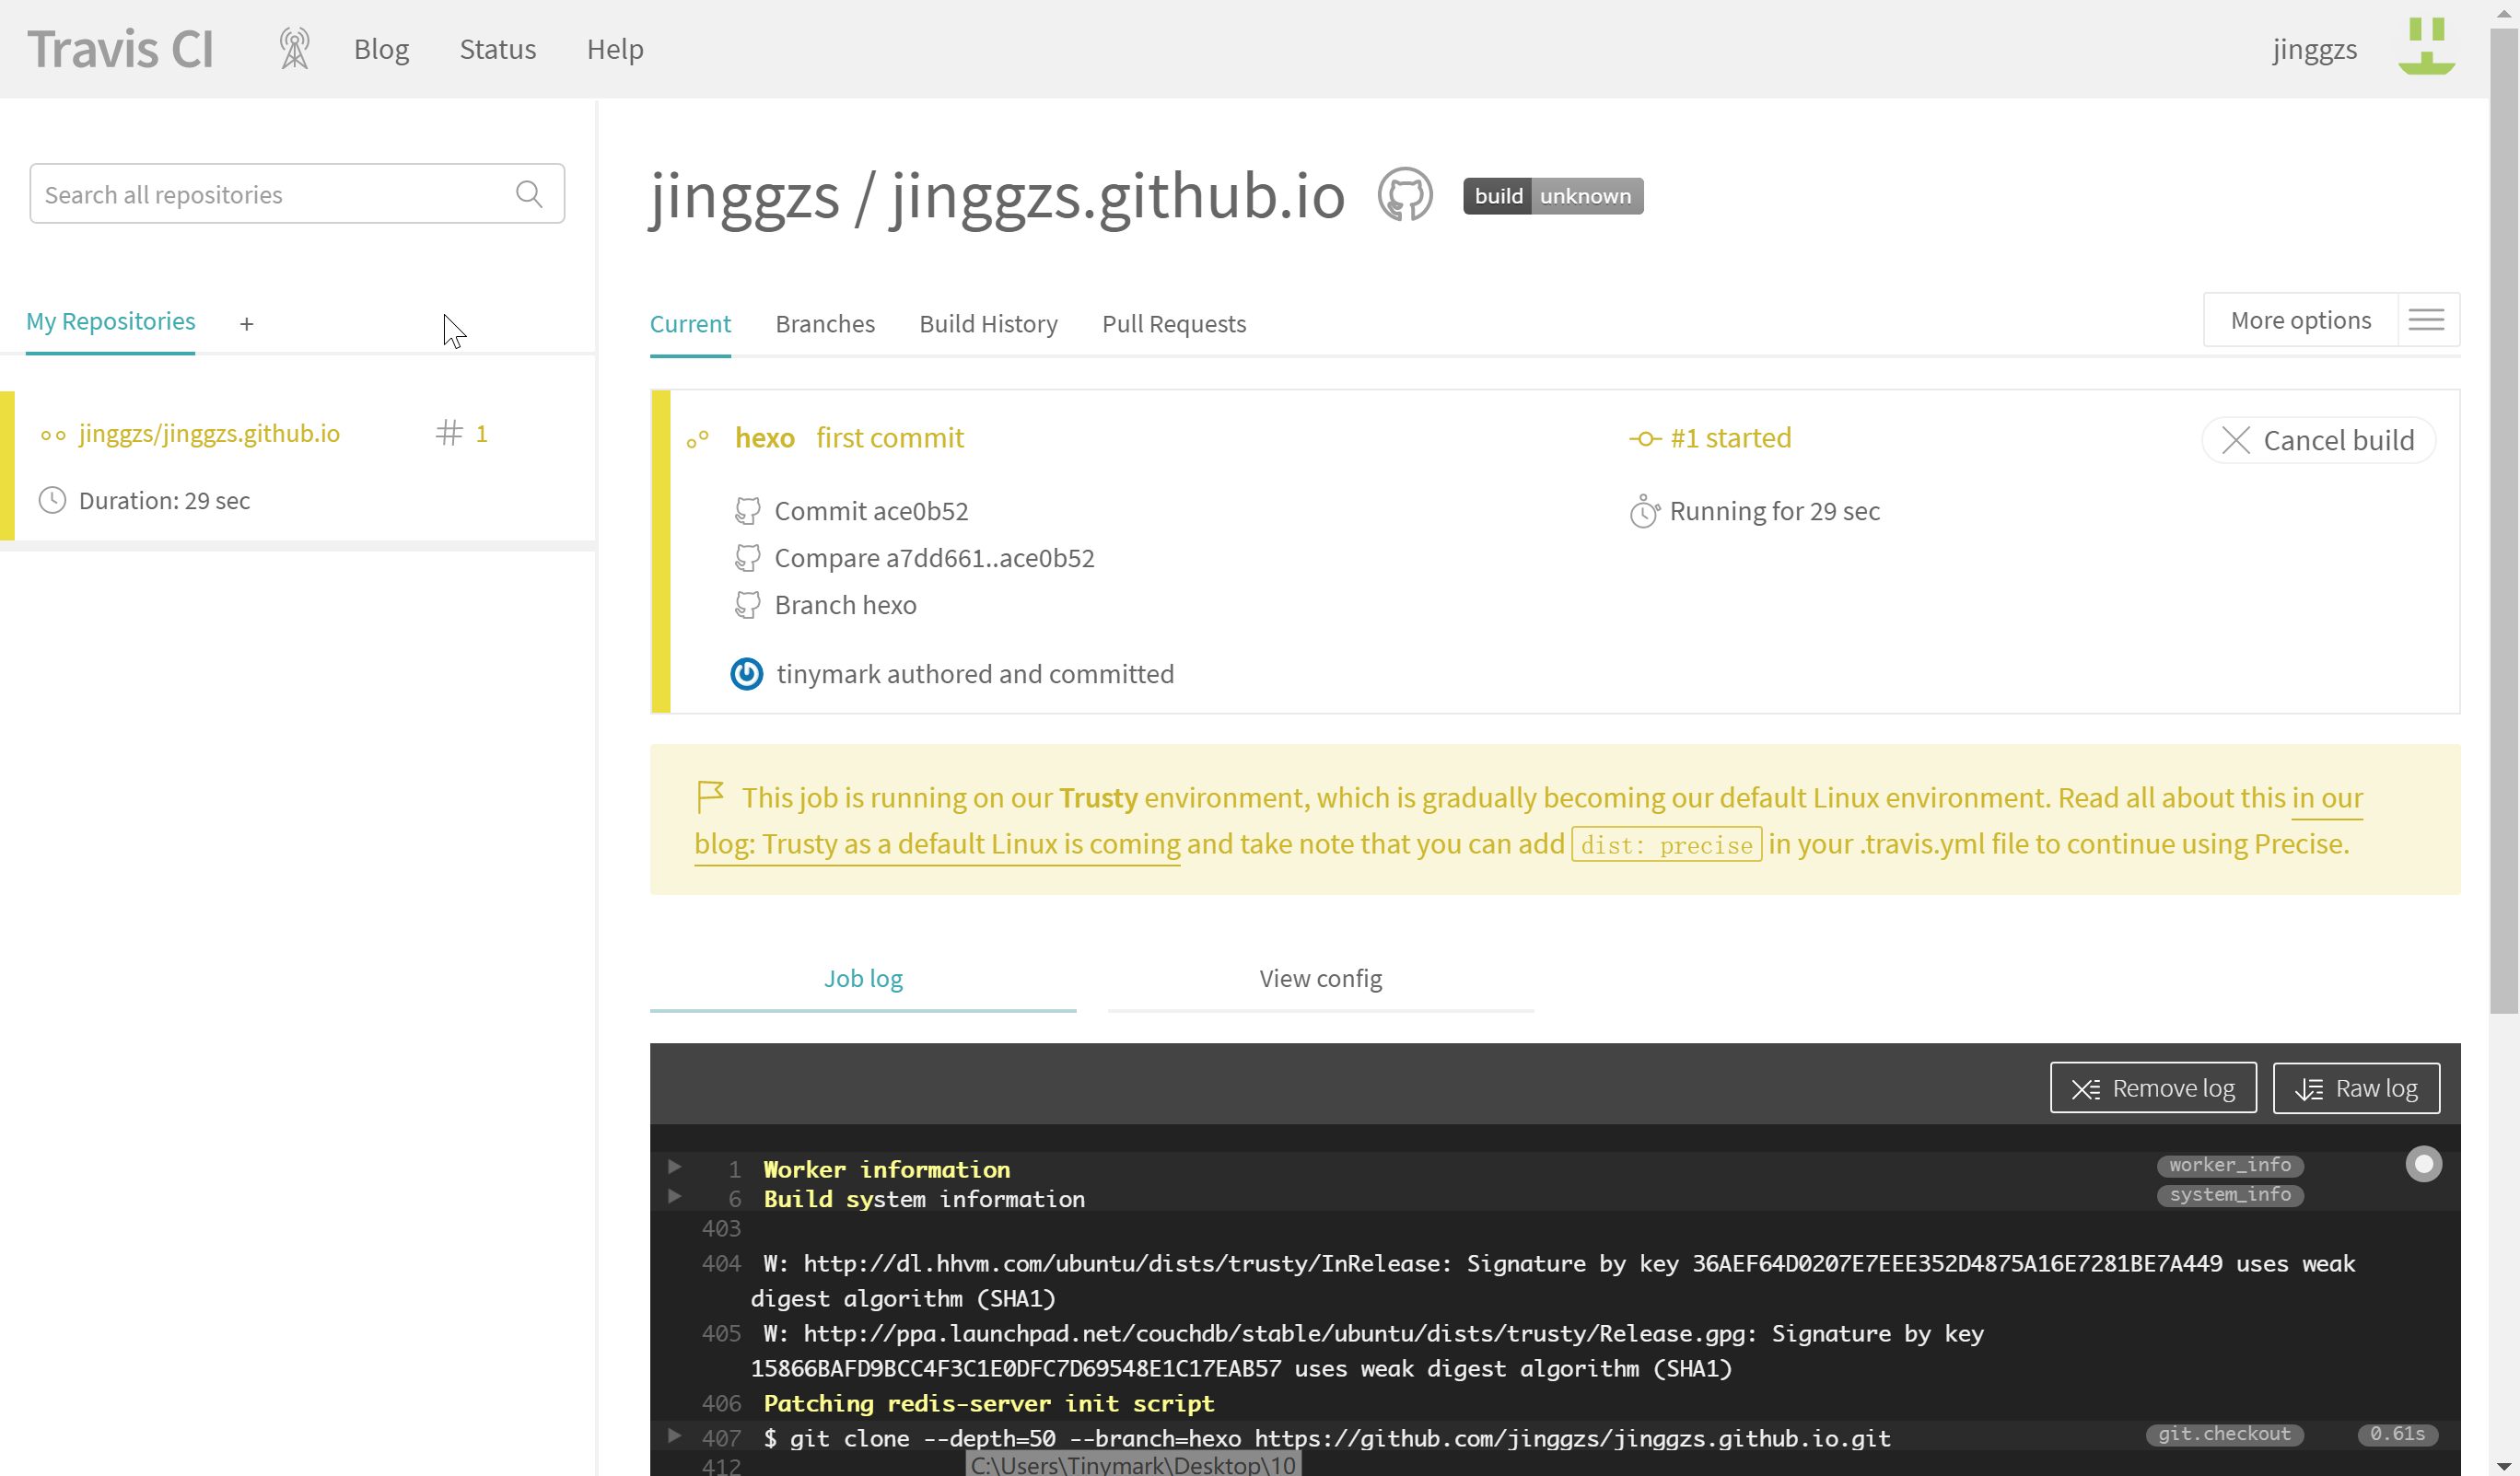 Travis CI
Blog
Status
Help
jinggzs
Search all repositories
My Repositories
+
jinggzs/jinggzs.github.io
# 1
Duration: 29 sec
jinggzs / jinggzs.github.io
build unknown
Current
Branches
Build History
Pull Requests
More options
hexo first commit
#1 started
Cancel build
Commit ace0b52
Running for 29 sec
Compare a7dd661..ace0b52
Branch hexo
tinymark authored and committed
This job is running on our Trusty environment, which is gradually becoming our default Linux environment. Read all about this in our
blog: Trusty as a default Linux is coming and take note that you can add dist: precise in your .travis.yml file to continue using Precise.
Job log
View config
Remove log
Raw log
1 Worker information
worker_info
6 Build system information
system_info
403
404 W: http://dl.hhvm.com/ubuntu/dists/trusty/InRelease: Signature by key 36AEF64D0207E7EEE352D4875A16E7281BE7A449 uses weak
digest algorithm (SHA1)
405 W: http://ppa.launchpad.net/couchdb/stable/ubuntu/dists/trusty/Release.gpg: Signature by key
15866BAFD9BCC4F3C1E0DFC7D69548E1C17EAB57 uses weak digest algorithm (SHA1)
406 Patching redis-server init script
407 $ git clone --depth=50 --branch=hexo https://github.com/jinggzs/jinggzs.github.io.git
git.checkout
0.61s
412
C:\Users\Tinymark\Desktop\10